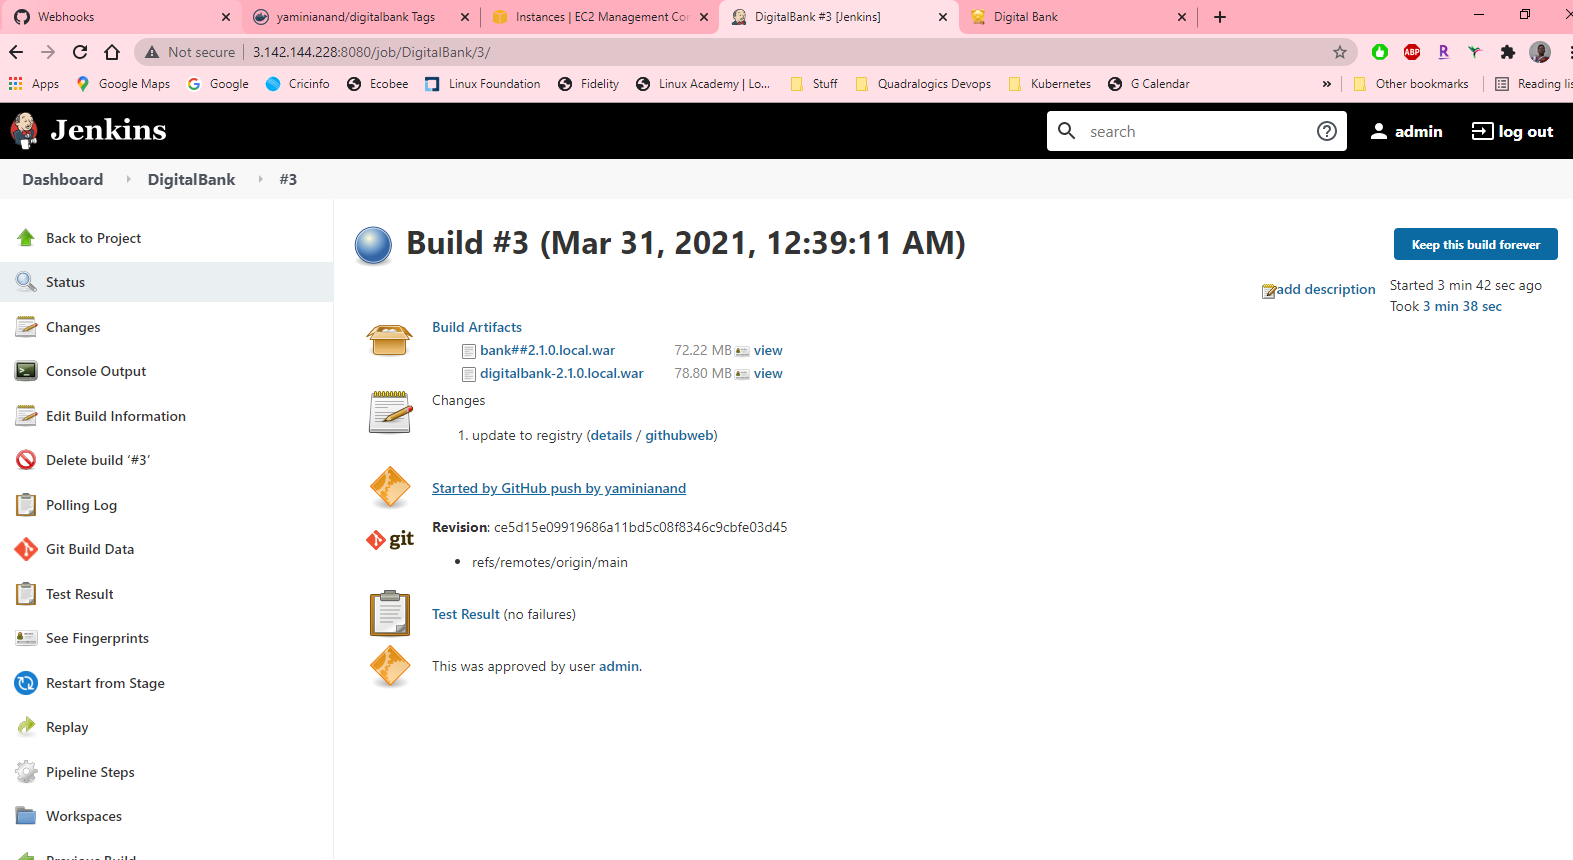 Webhooks
yaminianand/digitalbank Tags
Instances | EC2 Management Con
DigitalBank #3 [Jenkins]
Digital Bank
Not secure
3.142.144.228:8080/job/DigitalBank/3/
ABP
R
Apps
Google Maps
Google
Cricinfo
Ecobee
Linux Foundation
Fidelity
Linux Academy | Lo...
Stuff
Quadralogics Devops
Kubernetes
G Calendar
»
Other bookmarks
Reading lis
Jenkins
search
admin
log out
Dashboard
DigitalBank
#3
Back to Project
Status
Changes
Console Output
Edit Build Information
Delete build ‘#3’
Polling Log
Git Build Data
Test Result
See Fingerprints
Restart from Stage
Replay
Pipeline Steps
Workspaces
Previous Build
Build #3 (Mar 31, 2021, 12:39:11 AM)
Keep this build forever
add description
Started 3 min 42 sec ago
Took 3 min 38 sec
Build Artifacts
bank##2.1.0.local.war 72.22 MB view
digitalbank-2.1.0.local.war 78.80 MB view
Changes
1. update to registry (details / githubweb)
Started by GitHub push by yaminianand
git
Revision: ce5d15e09919686a11bd5c08f8346c9cbfe03d45
• refs/remotes/origin/main
Test Result (no failures)
This was approved by user admin.